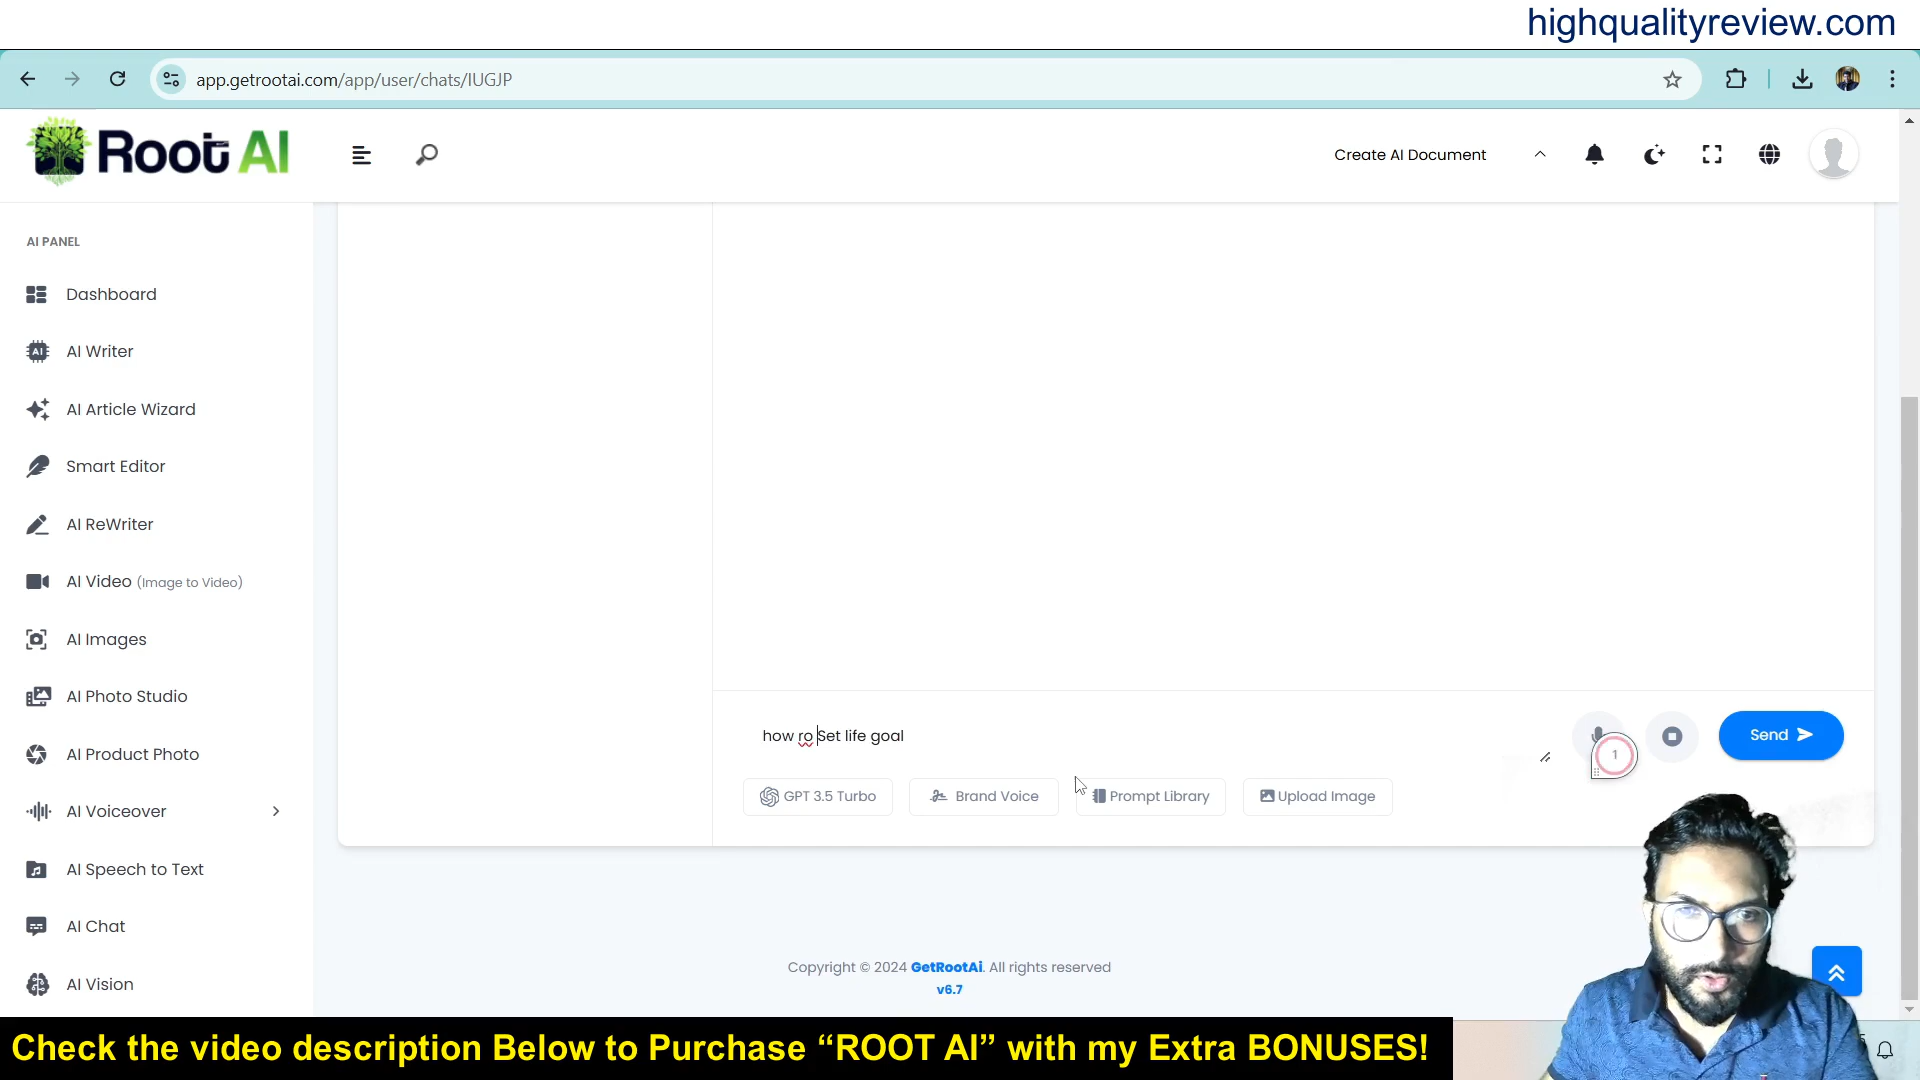 highqualityreview.com
app.getrootai.com/app/user/chats/IUGJP
Root AI
Create AI Document
AI PANEL
Dashboard
AI Writer
AI Article Wizard
Smart Editor
AI ReWriter
AI Video (Image to Video)
AI Images
AI Photo Studio
AI Product Photo
AI Voiceover
AI Speech to Text
AI Chat
AI Vision
how ro Set life goal
1
Send
GPT 3.5 Turbo
Brand Voice
Prompt Library
Upload Image
Copyright © 2024 GetRootAi. All rights reserved
v6.7
Check the video description Below to Purchase “ROOT AI” with my Extra BONUSES!